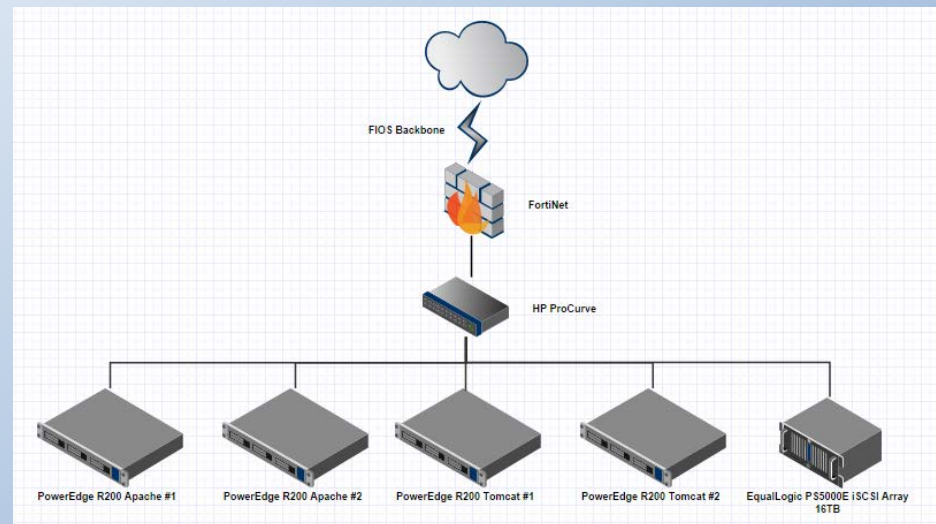 FIOS Backbone
FortiNet
HP ProCurve
PowerEdge R200 Apache #1
PowerEdge R200 Apache #2
PowerEdge R200 Tomcat #1
PowerEdge R200 Tomcat #2
EqualLogic PS5000E iSCSI Array
16TB